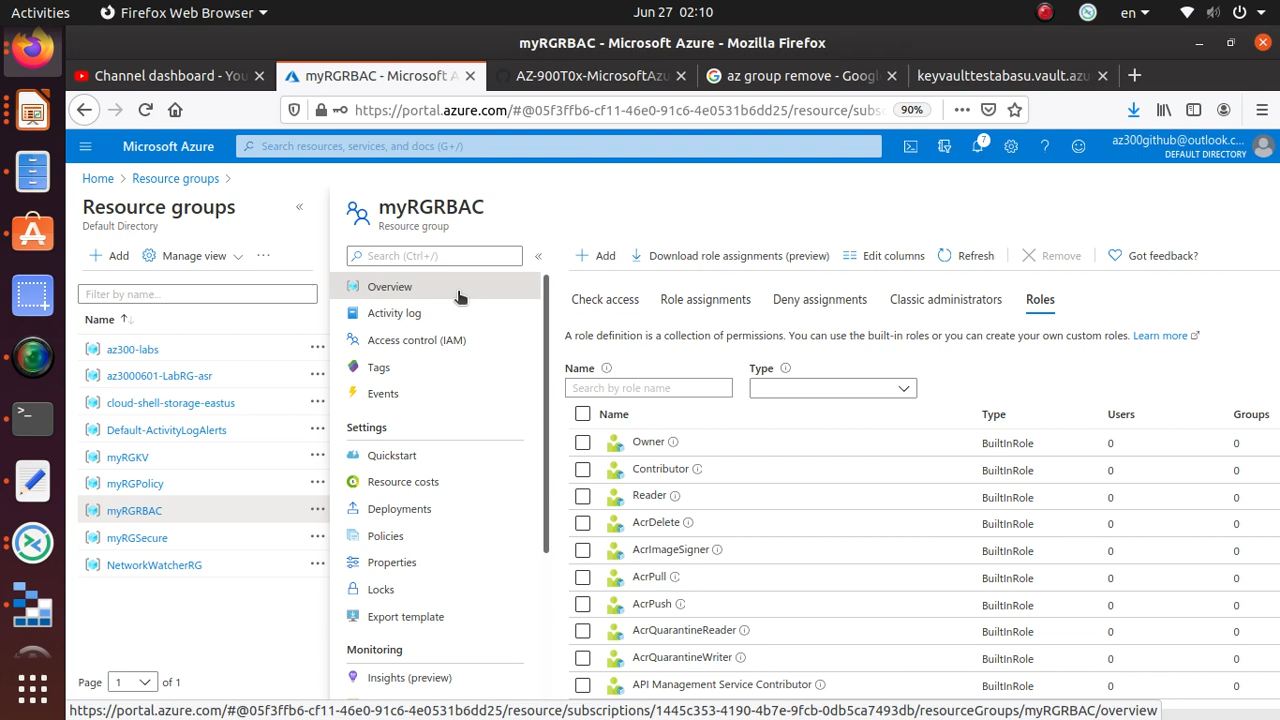 Activities
Firefox Web Browser
Jun 27 02:10
en
myRGRBAC - Microsoft Azure - Mozilla Firefox
Channel dashboard - You
myRGRBAC - Microsoft A
AZ-900T0x-MicrosoftAzu
az group remove - Googl
keyvaulttestabasu.vault.azu
https://portal.azure.com/#@05f3ffb6-cf11-46e0-91c6-4e0531b6dd25/resource/subsc
90%
Microsoft Azure
Search resources, services, and docs (G+/)
7
az300github@outlook.c...
DEFAULT DIRECTORY
Home
Resource groups
Resource groups
Default Directory
Add
Manage view
Filter by name...
Name
az300-labs
az3000601-LabRG-asr
cloud-shell-storage-eastus
Default-ActivityLogAlerts
myRGKV
myRGPolicy
myRGRBAC
myRGSecure
NetworkWatcherRG
Page 1 of 1
myRGRBAC
Resource group
Search (Ctrl+/)
Overview
Activity log
Access control (IAM)
Tags
Events
Settings
Quickstart
Resource costs
Deployments
Policies
Properties
Locks
Export template
Monitoring
Insights (preview)
Add
Download role assignments (preview)
Edit columns
Refresh
Remove
Got feedback?
Check access
Role assignments
Deny assignments
Classic administrators
Roles
A role definition is a collection of permissions. You can use the built-in roles or you can create your own custom roles. Learn more
Name
Type
Search by role name
Name Type Users Groups
Owner BuiltInRole 0 0
Contributor BuiltInRole 0 0
Reader BuiltInRole 0 0
AcrDelete BuiltInRole 0 0
AcrImageSigner BuiltInRole 0 0
AcrPull BuiltInRole 0 0
AcrPush BuiltInRole 0 0
AcrQuarantineReader BuiltInRole 0 0
AcrQuarantineWriter BuiltInRole 0 0
API Management Service Contributor BuiltInRole 0 0
https://portal.azure.com/#@05f3ffb6-cf11-46e0-91c6-4e0531b6dd25/resource/subscriptions/1445c353-4190-4b7e-9fcb-0db5ca7493db/resourceGroups/myRGRBAC/overview